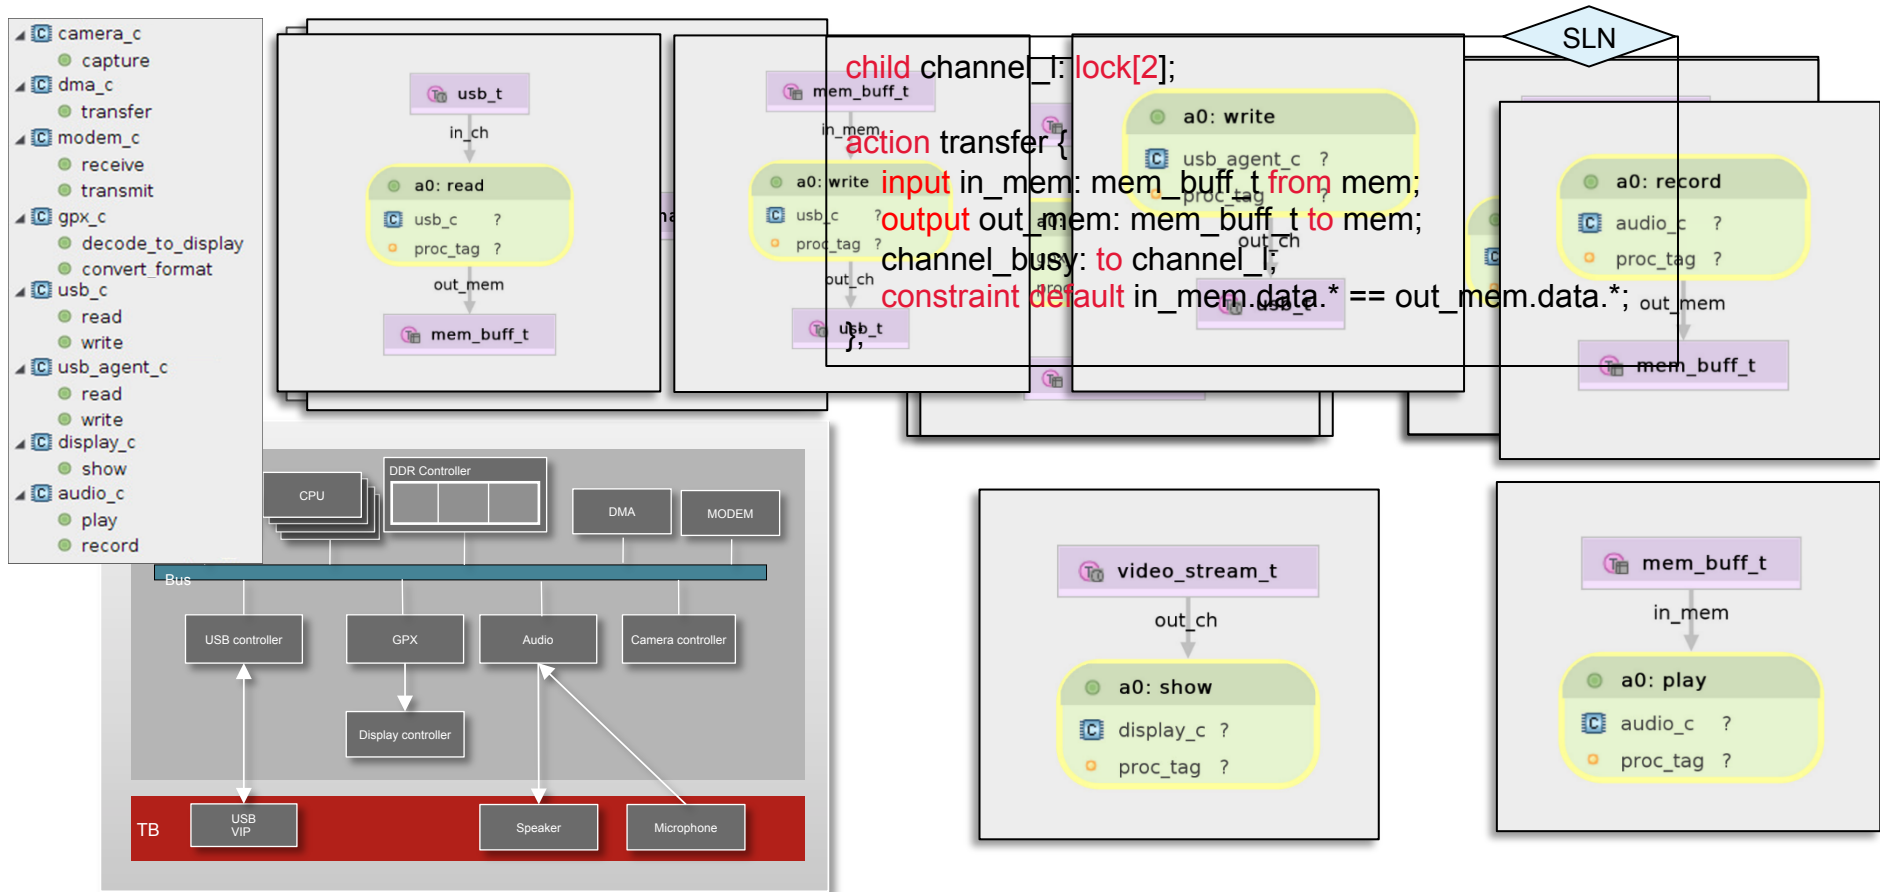 camera_c
capture
dma_c
transfer
modem_c
receive
transmit
gpx_c
decode_to_display
convert_format
usb_c
read
write
usb_agent_c
read
write
display_c
show
audio_c
play
record
usb_t
in_ch
a0: read
usb_c ?
proc_tag ?
out_mem
mem_buff_t
mem_buff_t
in_mem
a0: write
usb_c ?
proc_tag ?
out_ch
usb_t
SLN
child channel_l: lock[2];
action transfer {
input in_mem: mem_buff_t from mem;
output out_mem: mem_buff_t to mem;
channel_busy: to channel_l;
constraint default in_mem.data.* == out_mem.data.*;
};
a0: write
usb_agent_c ?
proc_tag ?
out_ch
usb_t
a0: record
audio_c ?
proc_tag ?
out_mem
mem_buff_t
CPU
DDR Controller
DMA
MODEM
Bus
USB controller
GPX
Audio
Camera controller
Display controller
TB
USB
VIP
Speaker
Microphone
video_stream_t
out_ch
a0: show
display_c ?
proc_tag ?
mem_buff_t
in_mem
a0: play
audio_c ?
proc_tag ?